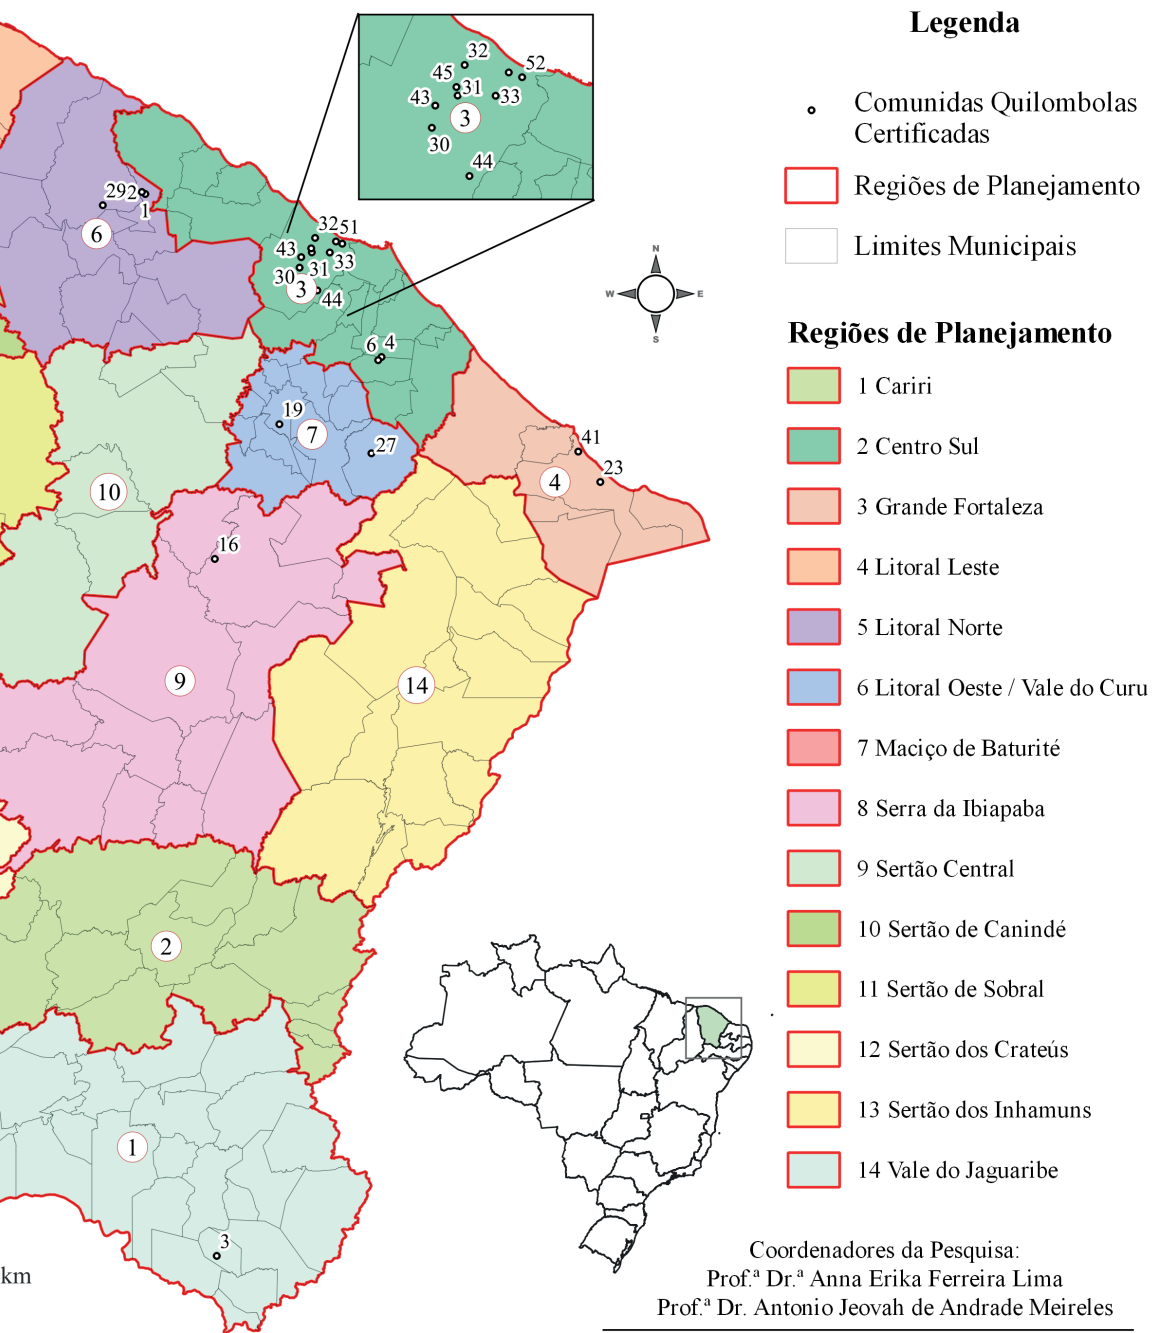 32
45
52
31
43
33
3
30
44
292
1
6
32
51
43
31
33
30
3
44
6
4
19
7
27
41
4
23
10
16
9
14
2
1
3
km
N
W
E
S
Legenda
Comunidas Quilombolas
Certificadas
Regiões de Planejamento
Limites Municipais
Regiões de Planejamento
1 Cariri
2 Centro Sul
3 Grande Fortaleza
4 Litoral Leste
5 Litoral Norte
6 Litoral Oeste / Vale do Curu
7 Maciço de Baturité
8 Serra da Ibiapaba
9 Sertão Central
10 Sertão de Canindé
11 Sertão de Sobral
12 Sertão dos Crateús
13 Sertão dos Inhamuns
14 Vale do Jaguaribe
Coordenadores da Pesquisa:
Prof.ª Dr.ª Anna Erika Ferreira Lima
Prof.ª Dr. Antonio Jeovah de Andrade Meireles